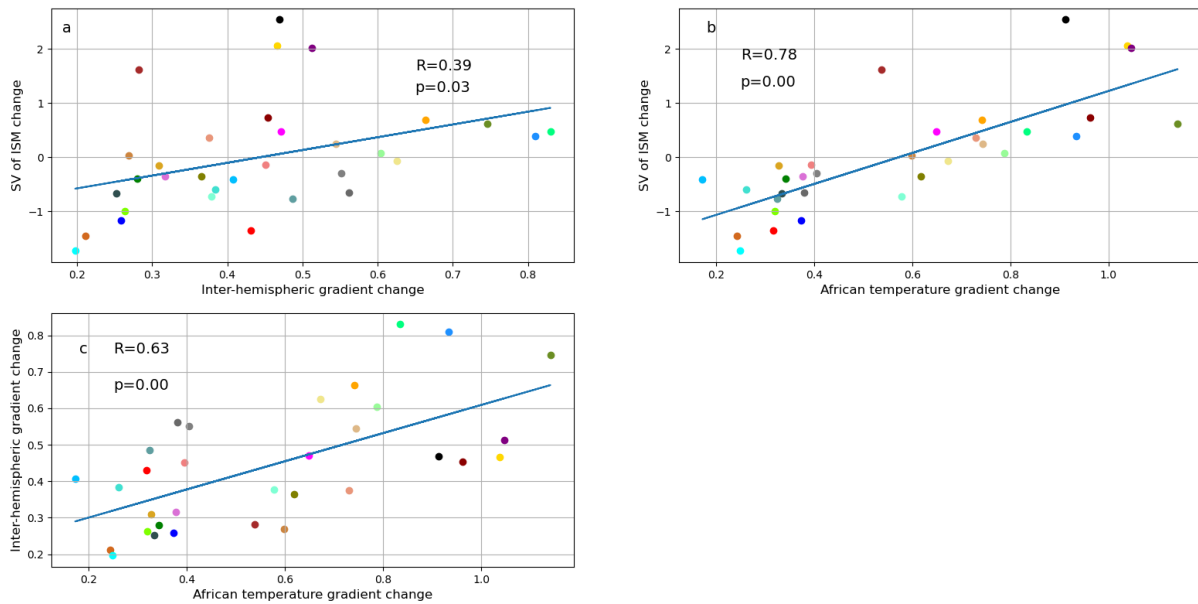 a
R=0.39
p=0.03
SV of ISM change
2
1
0
−1
0.2 0.3 0.4 0.5 0.6 0.7 0.8
Inter-hemispheric gradient change
b
R=0.78
p=0.00
SV of ISM change
2
1
0
−1
0.2 0.4 0.6 0.8 1.0
African temperature gradient change
c R=0.63
p=0.00
Inter-hemispheric gradient change
0.8
0.7
0.6
0.5
0.4
0.3
0.2
0.2 0.4 0.6 0.8 1.0
African temperature gradient change